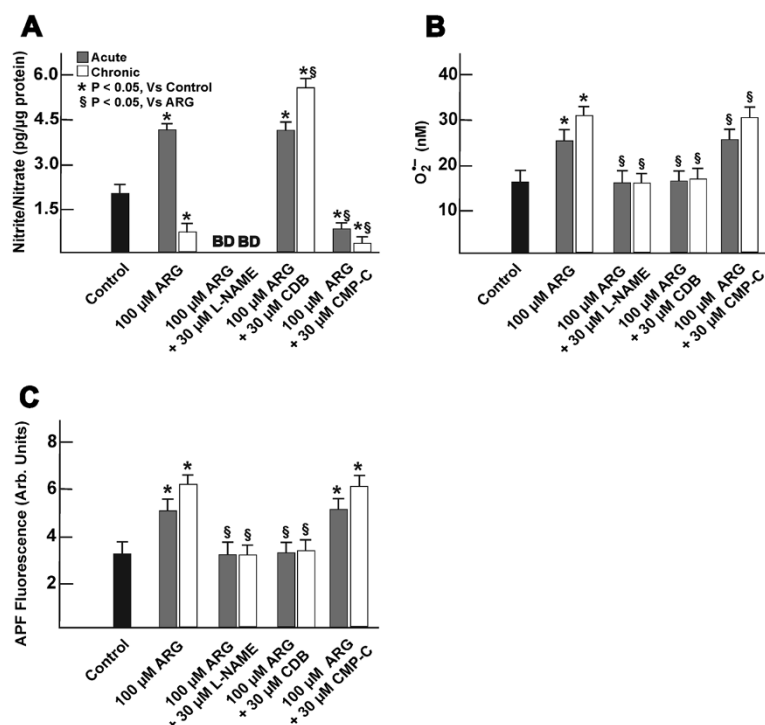 A
Nitrite/Nitrate (pg/µg protein)
6.0
4.5
3.0
1.5
Acute
Chronic
* P < 0.05, Vs Control
§ P < 0.05, Vs ARG
*
*
BD BD
*
*§
*§
*§
Control
100 µM ARG
100 µM ARG
+ 30 µM L-NAME
100 µM ARG
+ 30 µM CDB
100 µM ARG
+ 30 µM CMP-C
B
O2•− (nM)
40
30
20
10
*
*
§
§
§
§
§
§
Control
100 µM ARG
100 µM ARG
+ 30 µM L-NAME
100 µM ARG
+ 30 µM CDB
100 µM ARG
+ 30 µM CMP-C
C
APF Fluorescence (Arb. Units)
8
6
4
2
*
*
§
§
§
§
*
*
Control
100 µM ARG
100 µM ARG
+ 30 µM L-NAME
100 µM ARG
+ 30 µM CDB
100 µM ARG
+ 30 µM CMP-C